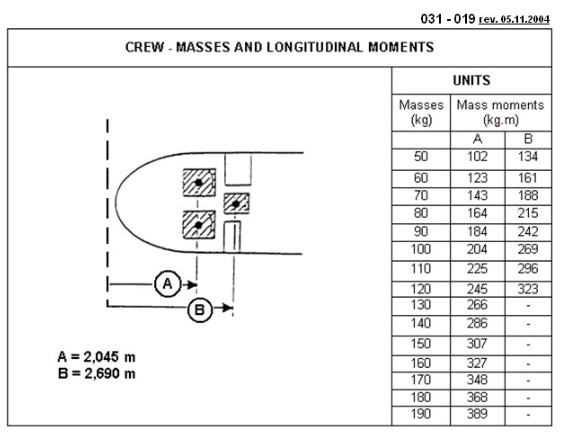 031 - 019 rev. 05.11.2004
CREW - MASSES AND LONGITUDINAL MOMENTS
UNITS
Masses (kg) Mass moments (kg.m)
A B
50 102 134
60 123 161
70 143 188
80 164 215
90 184 242
100 204 269
110 225 296
120 245 323
130 266 -
140 286 -
150 307 -
160 327 -
170 348 -
180 368 -
190 389 -
A
B
A = 2,045 m
B = 2,690 m